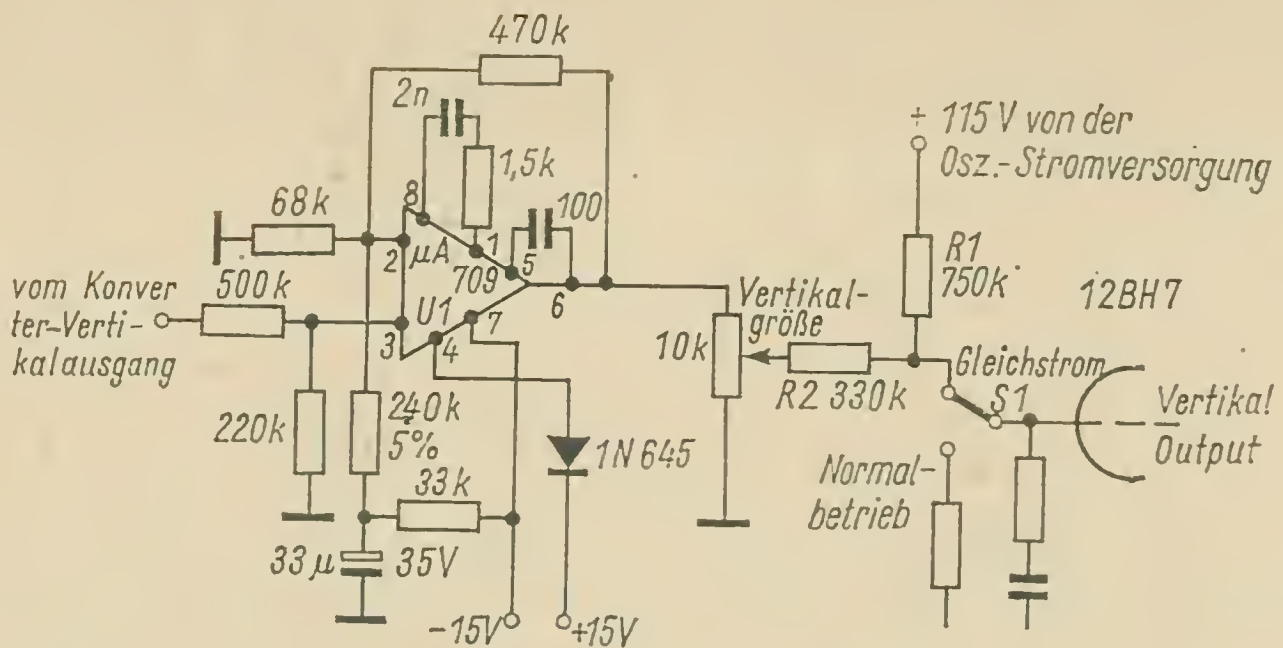 470k
2n
1,5k
100
68k
8
1
5
2
μA
709
6
3
U1
4
7
vom Konver
ter-Verti-
kalausgang
500k
220k
240k
5%
33k
33μ
35V
1N645
-15V
+15V
Vertikal-
größe
10k
R2 330k
+ 115V von der
Osz.-Stromversorgung
R1
750k
12BH7
Gleichstrom
S1
Normal-
betrieb
Vertikal
Output